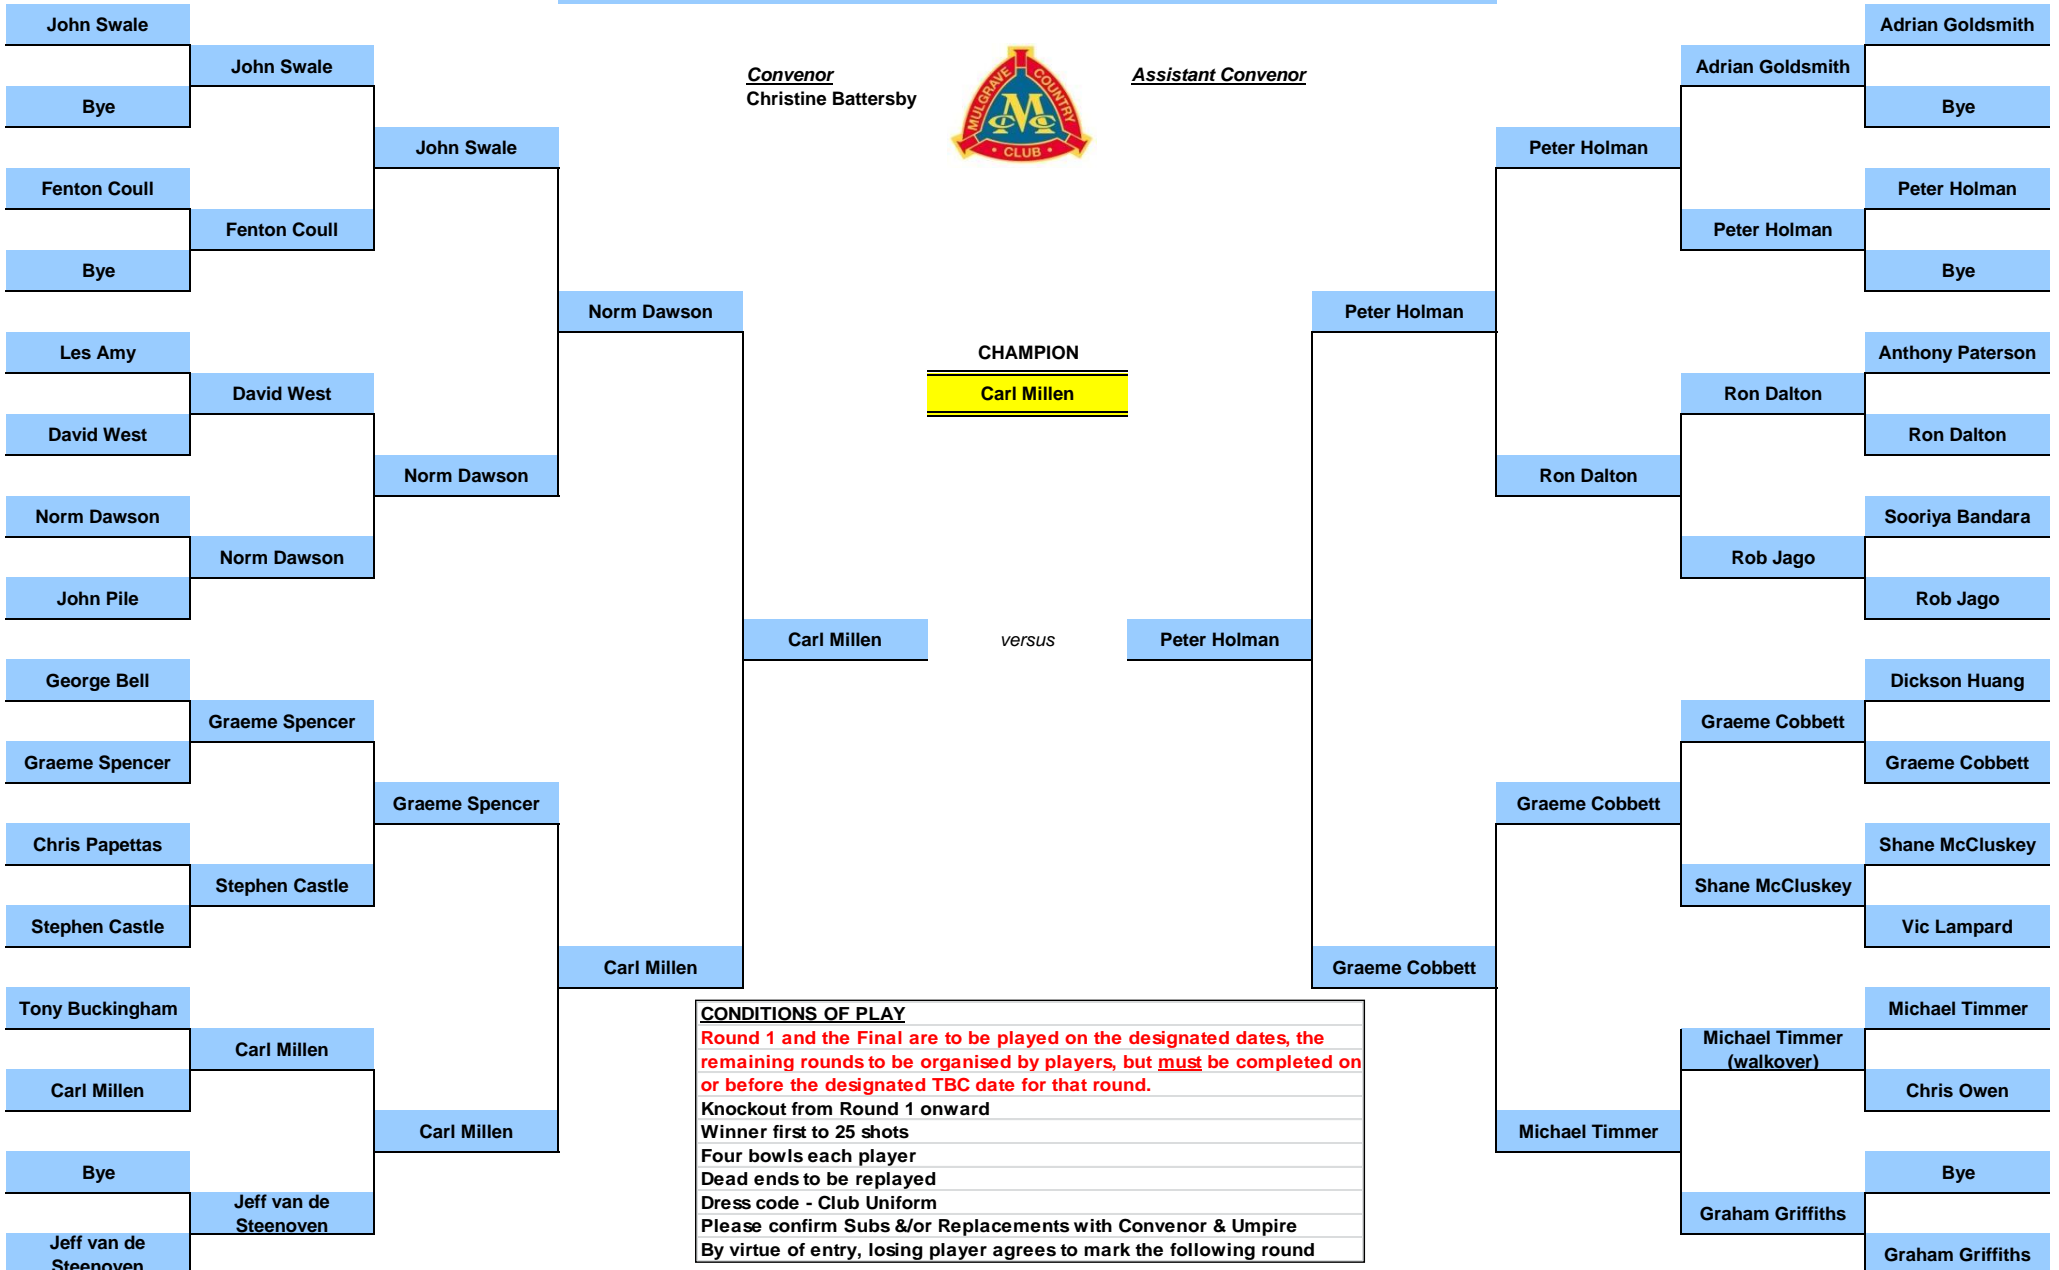 John Swale
Adrian Goldsmith
John Swale
Convenor
Assistant Convenor
Adrian Goldsmith
Christine Battersby
MULGRAVE COUNTRY
MCC
CLUB
Bye
Bye
John Swale
Peter Holman
Fenton Coull
Peter Holman
Fenton Coull
Peter Holman
Bye
Bye
Norm Dawson
Peter Holman
Les Amy
CHAMPION
Anthony Paterson
David West
Carl Millen
Ron Dalton
David West
Ron Dalton
Norm Dawson
Ron Dalton
Norm Dawson
Sooriya Bandara
Norm Dawson
Rob Jago
John Pile
Rob Jago
Carl Millen
versus
Peter Holman
George Bell
Dickson Huang
Graeme Spencer
Graeme Cobbett
Graeme Spencer
Graeme Cobbett
Graeme Spencer
Graeme Cobbett
Chris Papettas
Shane McCluskey
Stephen Castle
Shane McCluskey
Stephen Castle
Vic Lampard
Carl Millen
Graeme Cobbett
Tony Buckingham
Michael Timmer
Carl Millen
Michael Timmer
(walkover)
Carl Millen
Chris Owen
Carl Millen
Michael Timmer
Bye
Bye
Jeff van de
Steenoven
Graham Griffiths
Jeff van de
Steenoven
Graham Griffiths
CONDITIONS OF PLAY
Round 1 and the Final are to be played on the designated dates, the
remaining rounds to be organised by players, but must be completed on
or before the designated TBC date for that round.
Knockout from Round 1 onward
Winner first to 25 shots
Four bowls each player
Dead ends to be replayed
Dress code - Club Uniform
Please confirm Subs &/or Replacements with Convenor & Umpire
By virtue of entry, losing player agrees to mark the following round